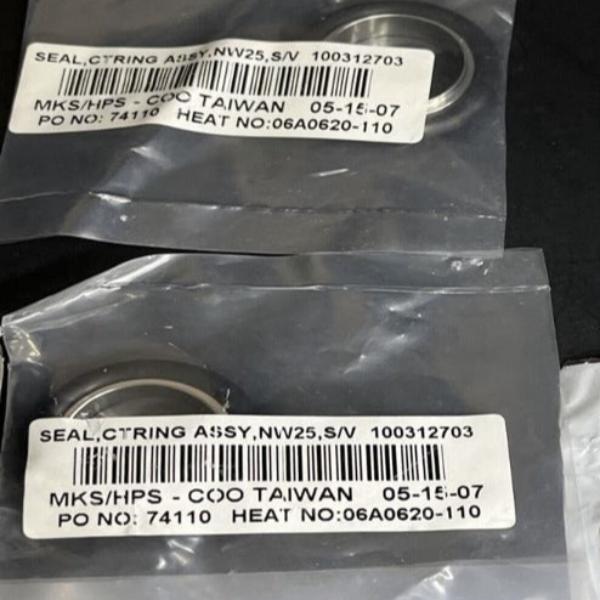 SEAL,CTRING ASSY,NW25,S/V 100312703
MKS/HPS - COO TAIWAN 05-15-07
PO NO: 74110 HEAT NO:06A0620-110
SEAL,CTRING ASSY,NW25,S/V 100312703
MKS/HPS - COO TAIWAN 05-15-07
PO NO: 74110 HEAT NO:06A0620-110